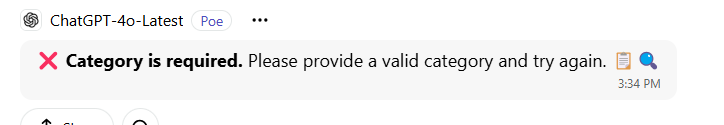 ChatGPT-4o-Latest Poe ...
❌ Category is required. Please provide a valid category and try again. 📋 🔍
3:34 PM